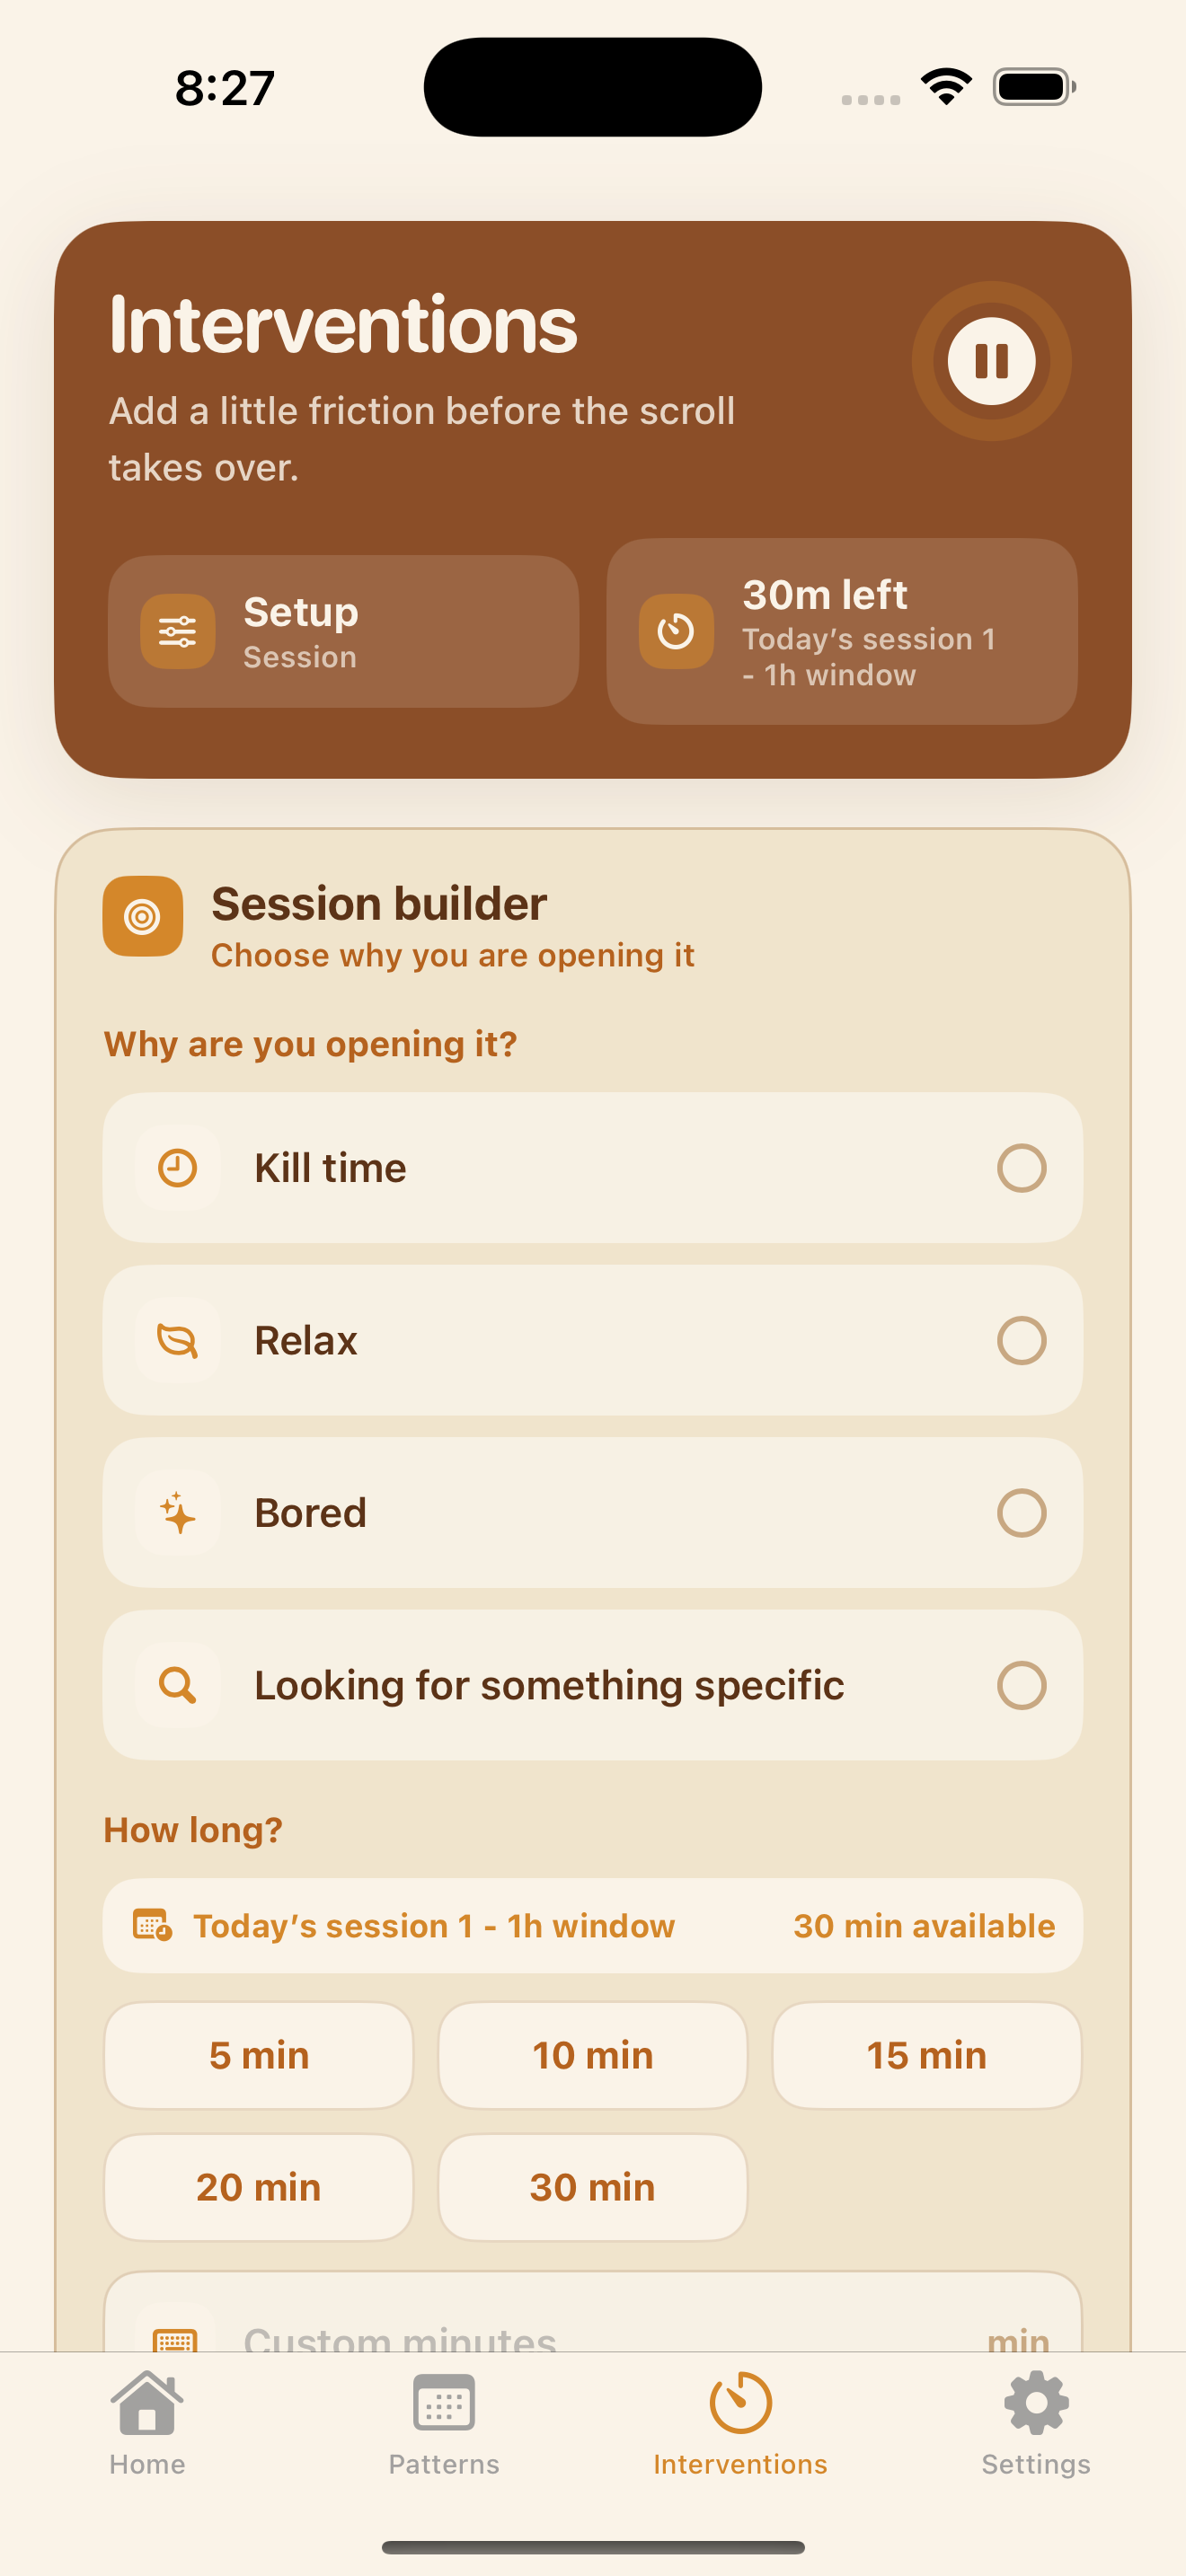 8:27
Interventions
Add a little friction before the scroll
takes over.
Setup
Session
30m left
Today's session 1
- 1h window
Session builder
Choose why you are opening it
Why are you opening it?
Kill time
Relax
Bored
Looking for something specific
How long?
Today's session 1 - 1h window
30 min available
5 min
10 min
15 min
20 min
30 min
Custom minutes
min
Home
Patterns
Interventions
Settings